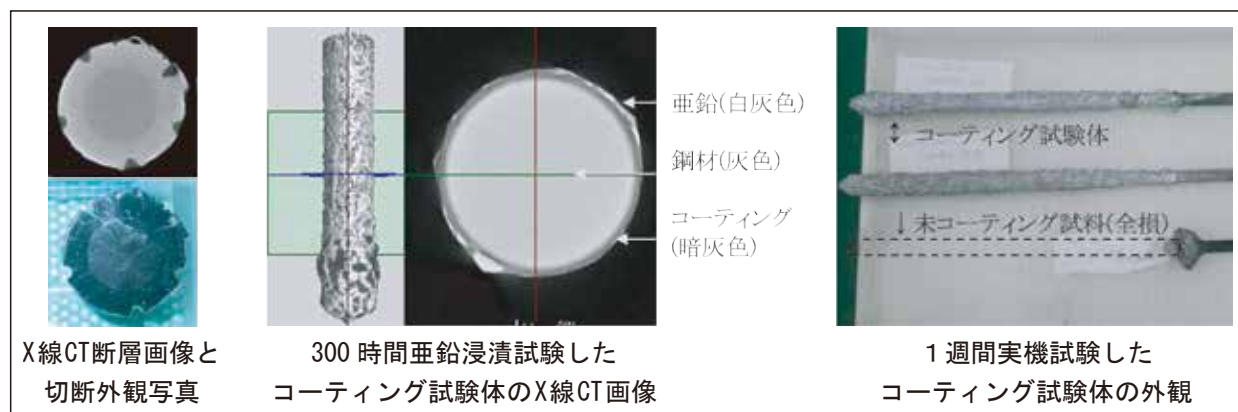 亜鉛(白灰色)
鋼材(灰色)
コーティング
(暗灰色)
コーティング試験体
未コーティング試料(全損)
X線CT断層画像と
切断外観写真
300時間亜鉛浸漬試験した
コーティング試験体のX線CT画像
1週間実機試験した
コーティング試験体の外観